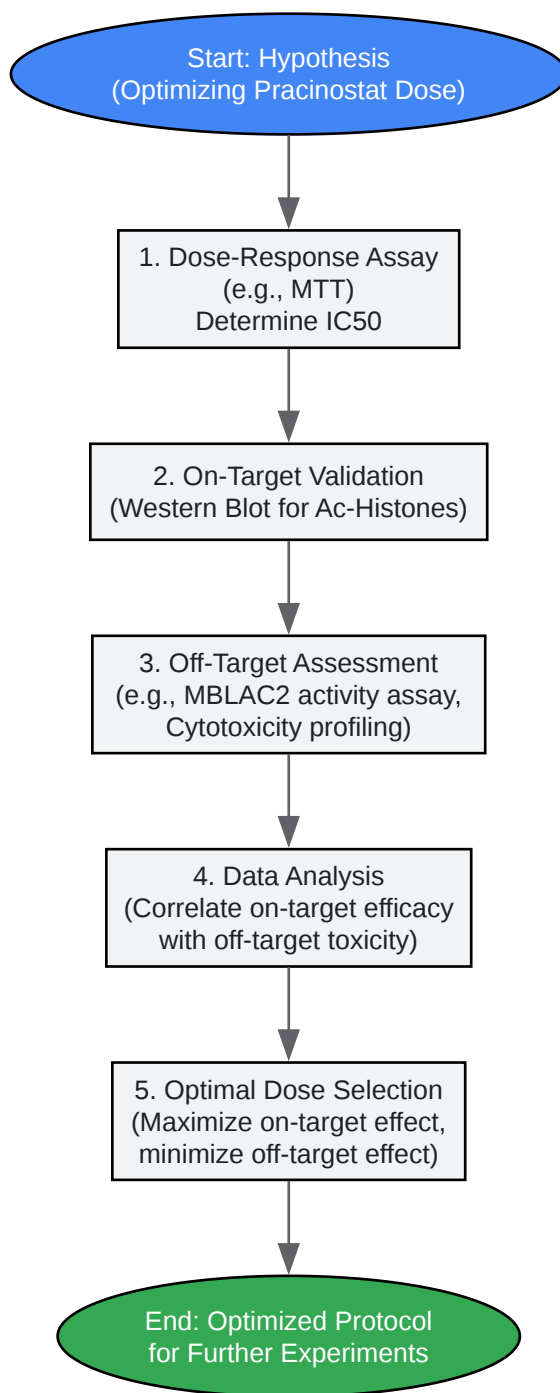 Start: Hypothesis
(Optimizing Pracinostat Dose)
1. Dose-Response Assay
(e.g., MTT)
Determine IC50
2. On-Target Validation
(Western Blot for Ac-Histones)
3. Off-Target Assessment
(e.g., MBLAC2 activity assay,
Cytotoxicity profiling)
4. Data Analysis
(Correlate on-target efficacy
with off-target toxicity)
5. Optimal Dose Selection
(Maximize on-target effect,
minimize off-target effect)
End: Optimized Protocol
for Further Experiments